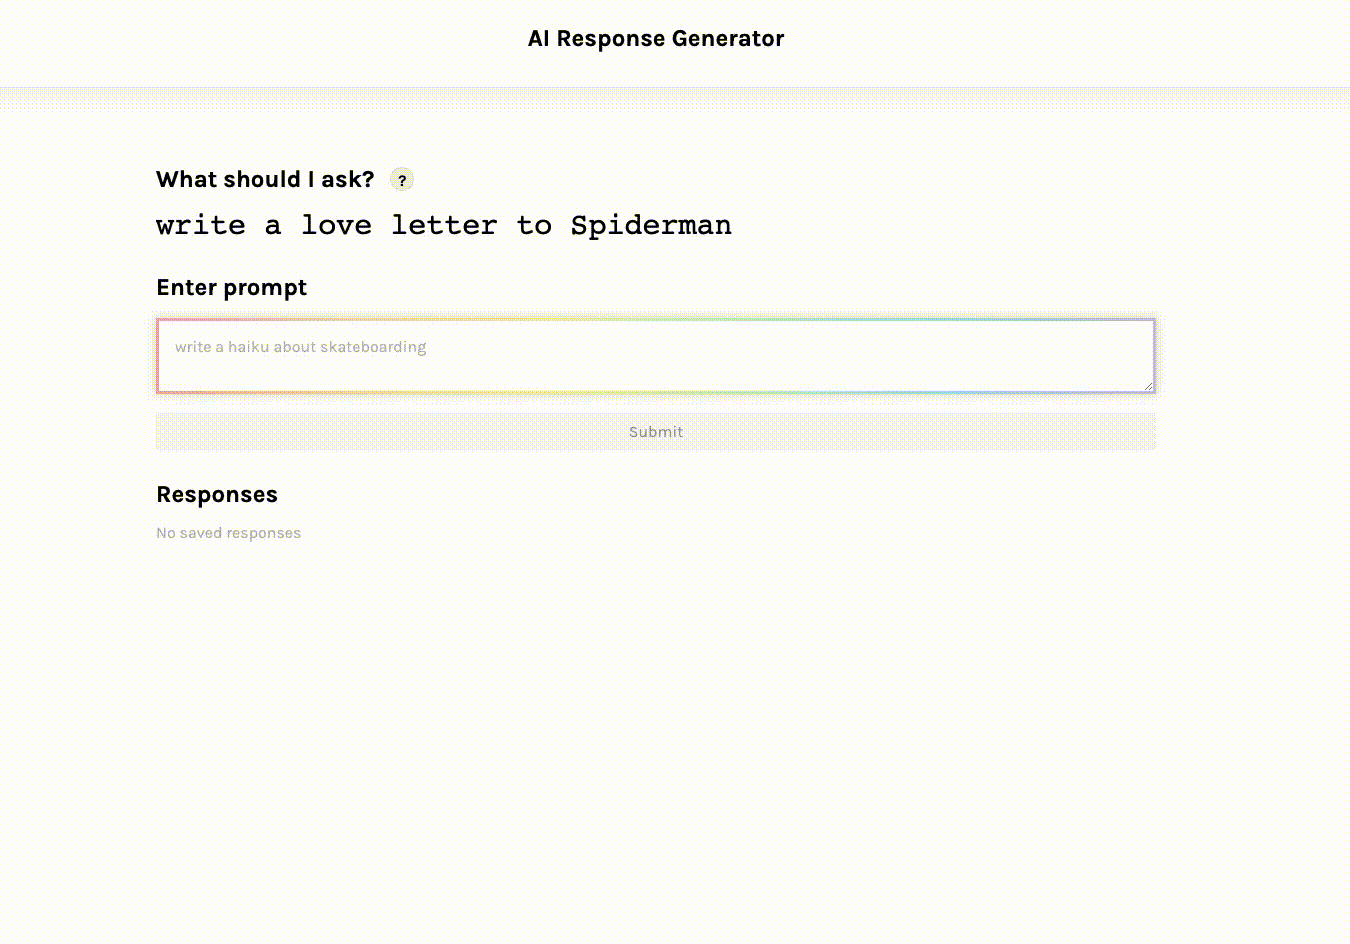 AI Response Generator
What should I ask? ?
write a love letter to Spiderman
Enter prompt
write a haiku about skateboarding
Submit
Responses
No saved responses